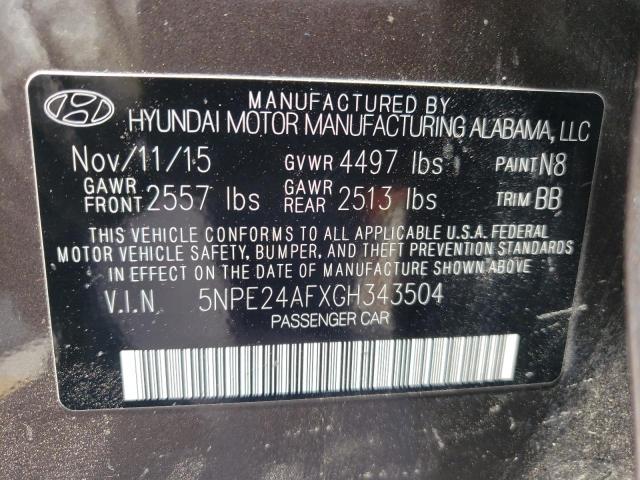 MANUFACTURED BY
HYUNDAI MOTOR MANUFACTURING ALABAMA, LLC
Nov/11/15 GVWR 4497 lbs PAINT N8
GAWR FRONT 2557 lbs GAWR REAR 2513 lbs TRIM BB
THIS VEHICLE CONFORMS TO ALL APPLICABLE U.S.A. FEDERAL
MOTOR VEHICLE SAFETY, BUMPER, AND THEFT PREVENTION STANDARDS
IN EFFECT ON THE DATE OF MANUFACTURE SHOWN ABOVE.
V.I.N 5NPE24AFXGH343504
PASSENGER CAR